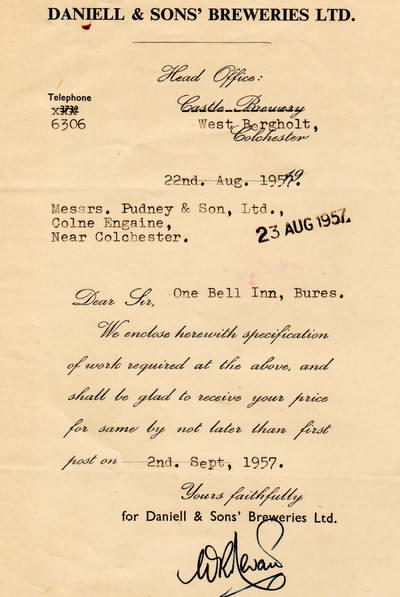 DANIELL & SONS' BREWERIES LTD.
Head Office:
Telephone
3732
6306
Castle Brewery
West Bergholt,
Colchester
22nd. Aug. 1957.
Messrs. Pudney & Son, Ltd.,
Colne Engaine,
Near Colchester.
23 AUG 1957
Dear Sir, One Bell Inn, Bures.
We enclose herewith specification
of work required at the above, and
shall be glad to receive your price
for same by not later than first
post on 2nd. Sept, 1957.
Yours faithfully
for Daniell & Sons' Breweries Ltd.